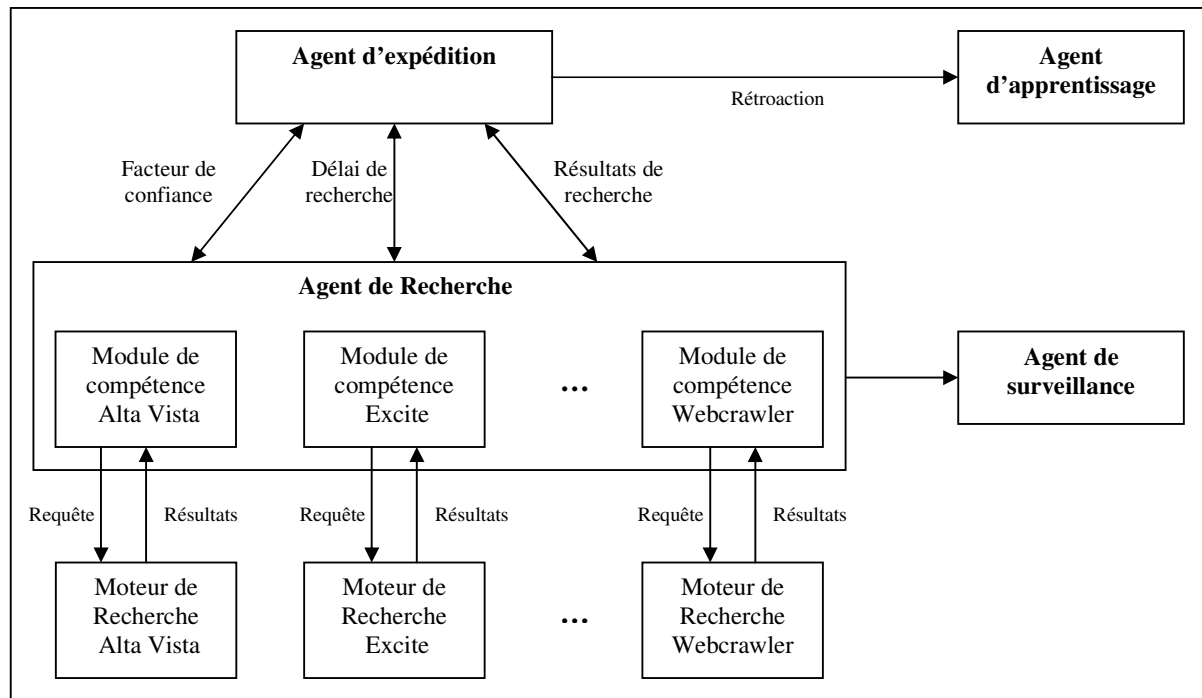 Agent d'expédition
Agent
d'apprentissage
Rétroaction
Facteur de
confiance
Délai de
recherche
Résultats de
recherche
Agent de Recherche
Module de
compétence
Alta Vista
Module de
compétence
Excite
...
Module de
compétence
Webcrawler
Agent de
surveillance
Requête
Résultats
Requête
Résultats
Requête
Résultats
Moteur de
Recherche
Alta Vista
Moteur de
Recherche
Excite
...
Moteur de
Recherche
Webcrawler